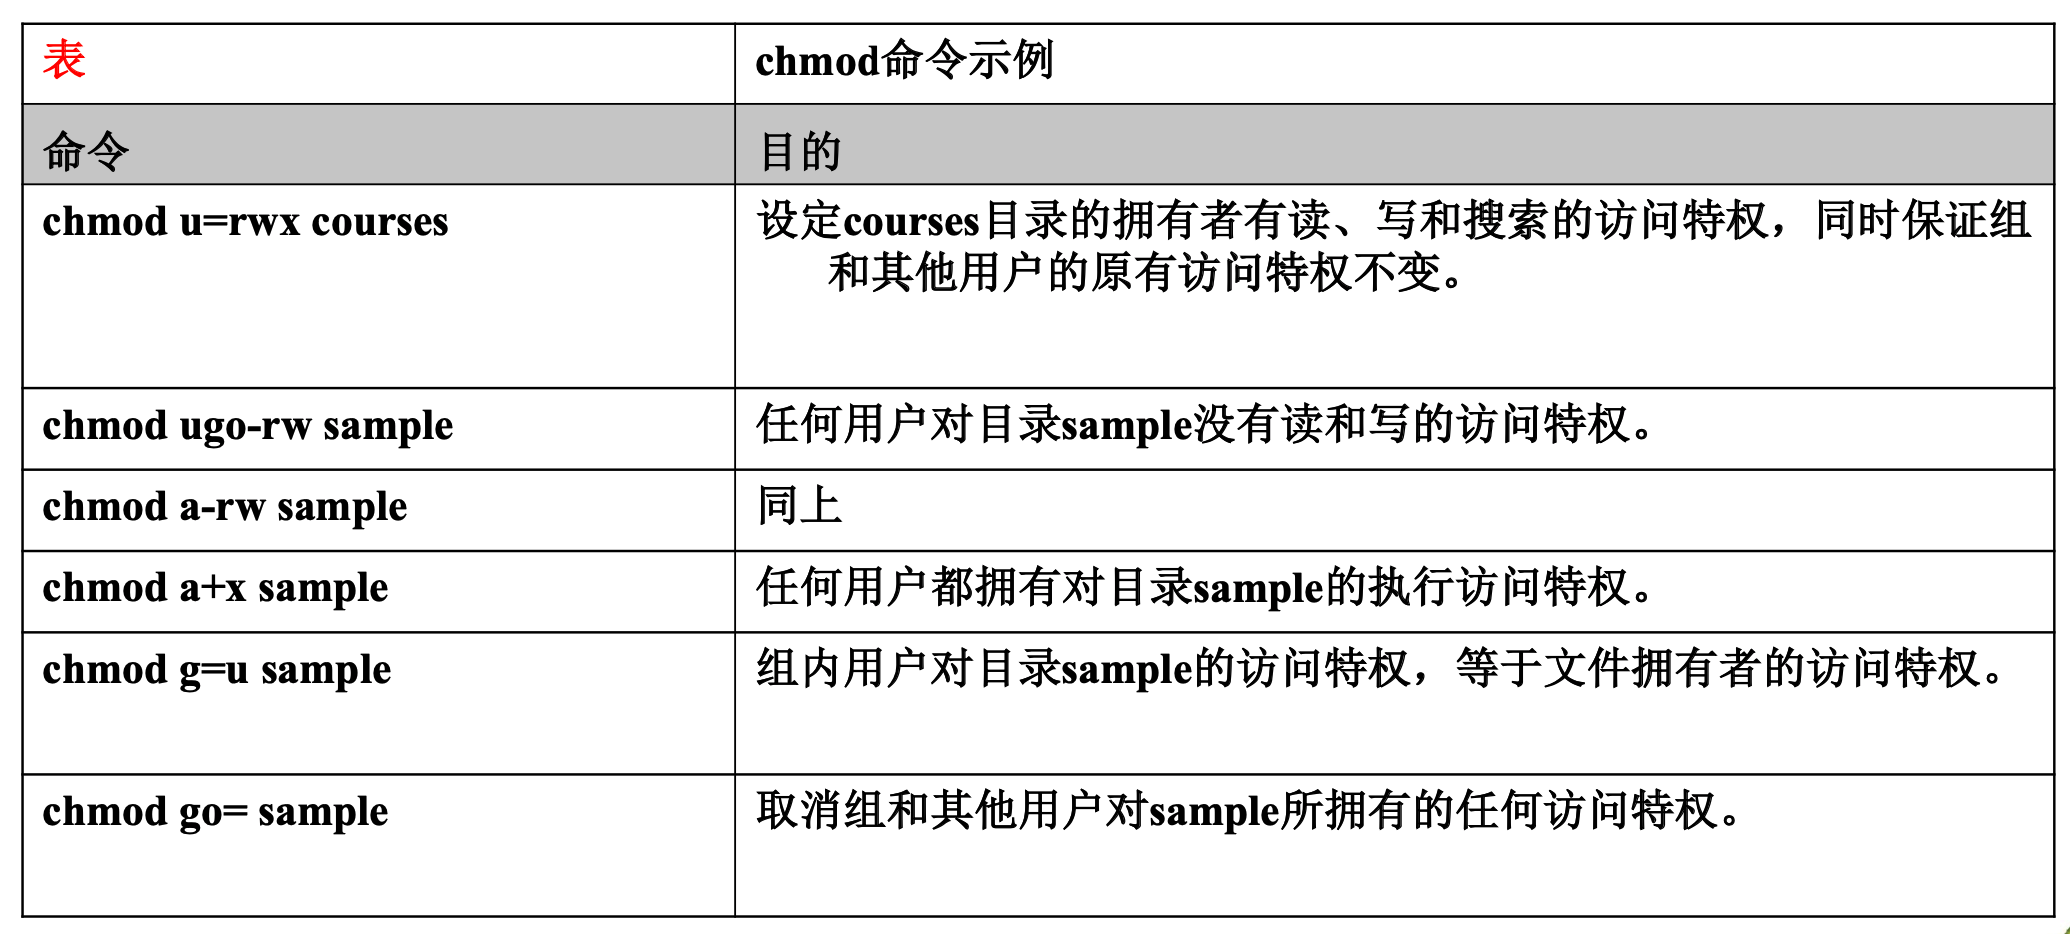 表
chmod命令示例
命令
目的
chmod u=rwx courses
设定courses目录的拥有者有读、写和搜索的访问特权，同时保证组
和其他用户的原有访问特权不变。
chmod ugo-rw sample
任何用户对目录sample没有读和写的访问特权。
chmod a-rw sample
同上
chmod a+x sample
任何用户都拥有对目录sample的执行访问特权。
chmod g=u sample
组内用户对目录sample的访问特权，等于文件拥有者的访问特权。
chmod go= sample
取消组和其他用户对sample所拥有的任何访问特权。